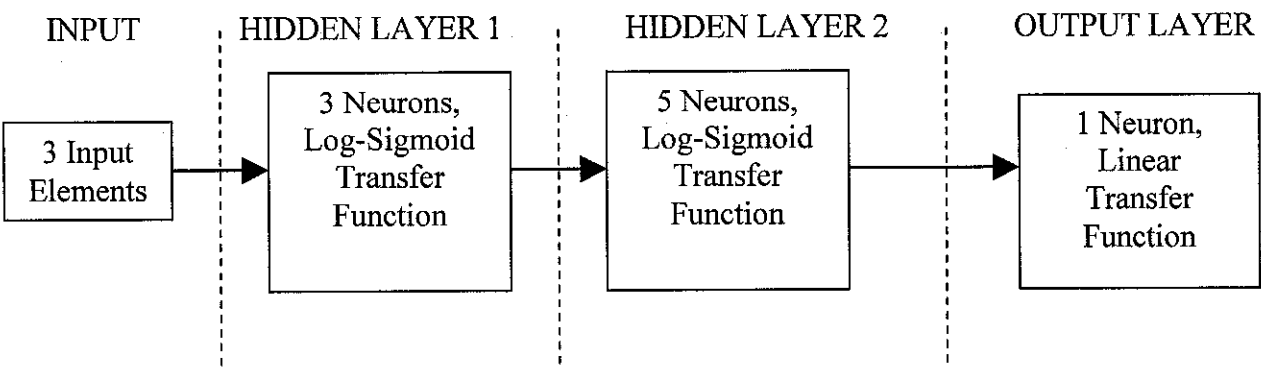 INPUT
HIDDEN LAYER 1
HIDDEN LAYER 2
OUTPUT LAYER
3 Input
Elements
3 Neurons,
Log-Sigmoid
Transfer
Function
5 Neurons,
Log-Sigmoid
Transfer
Function
1 Neuron,
Linear
Transfer
Function